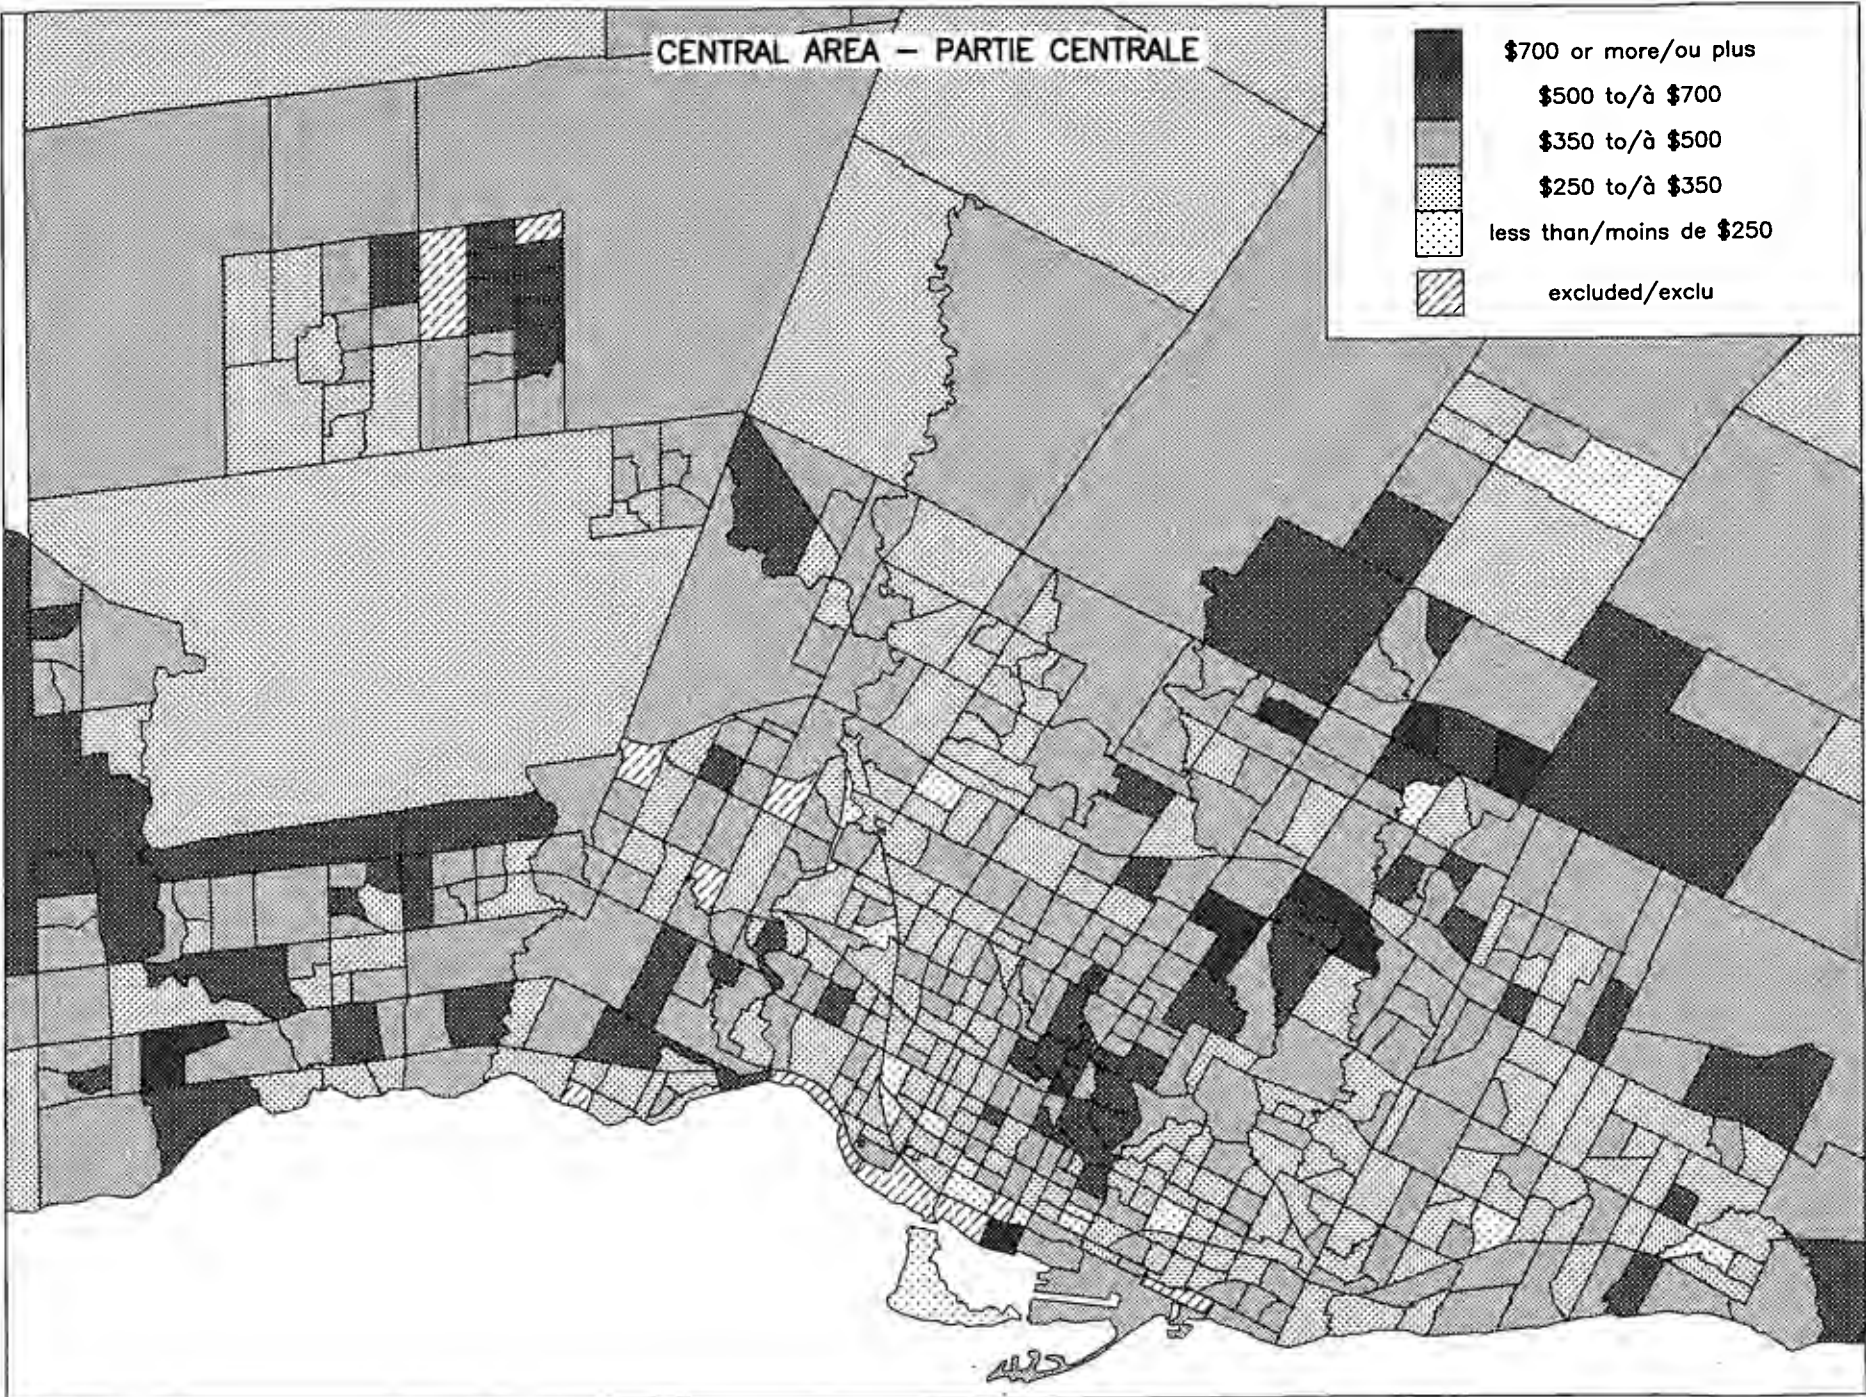 CENTRAL AREA – PARTIE CENTRALE
$700 or more/ou plus
$500 to/à $700
$350 to/à $500
$250 to/à $350
less than/moins de $250
excluded/exclu